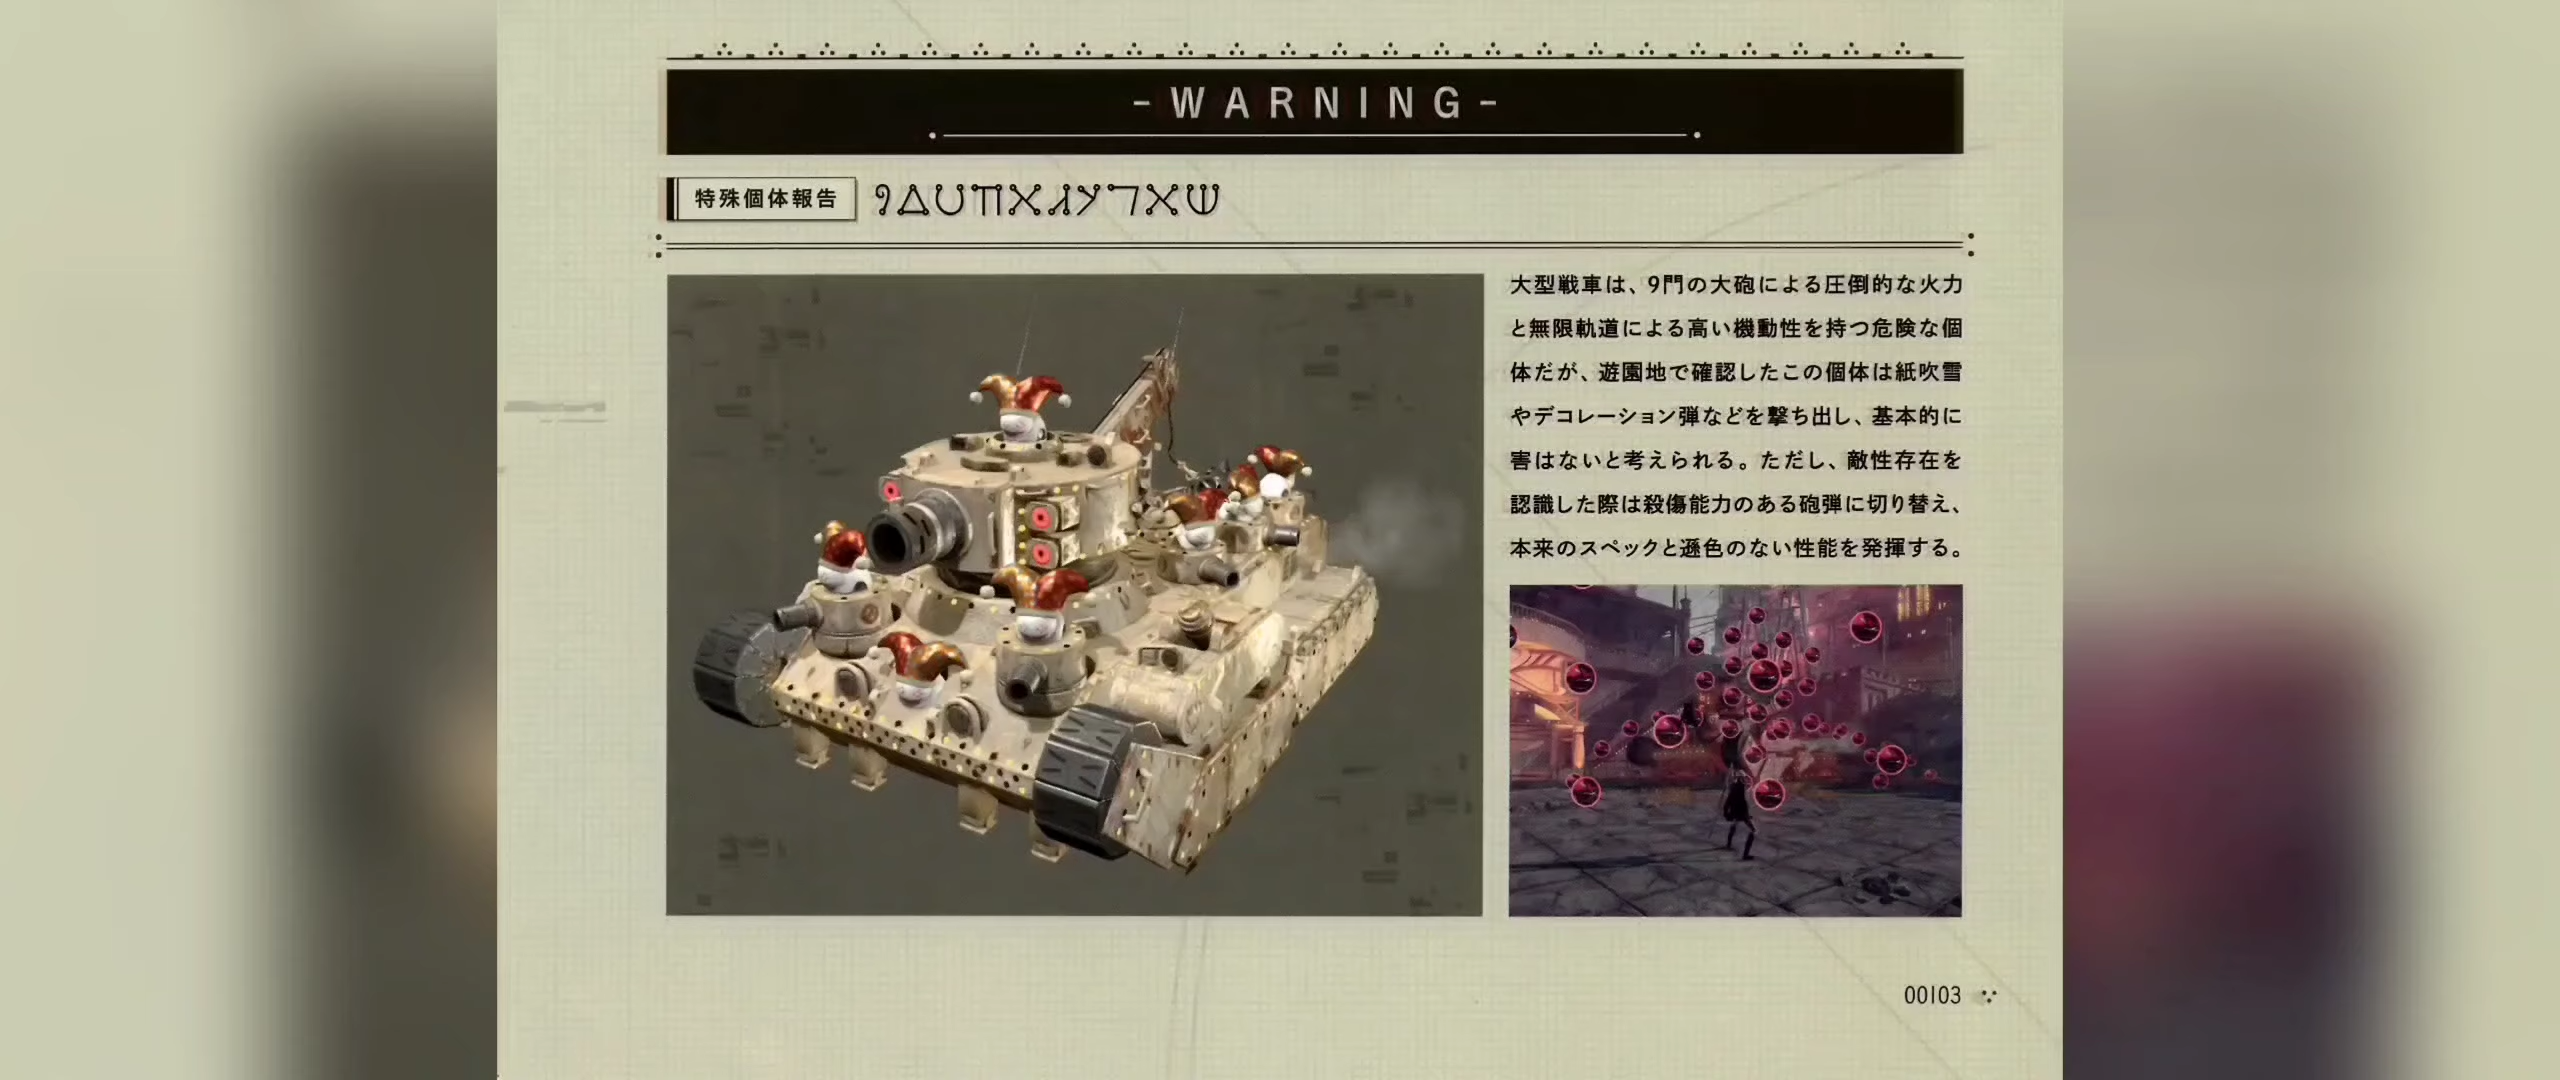 -WARNING-
特殊個体報告
大型戦車は、9門の大砲による圧倒的な火力
と無限軌道による高い機動性を持つ危険な個
体だが、遊園地で確認したこの個体は紙吹雪
やデコレーション弾などを撃ち出し、基本的に
害はないと考えられる。ただし、敵性存在を
認識した際は殺傷能力のある砲弾に切り替え、
本来のスペックと遜色のない性能を発揮する。
00103